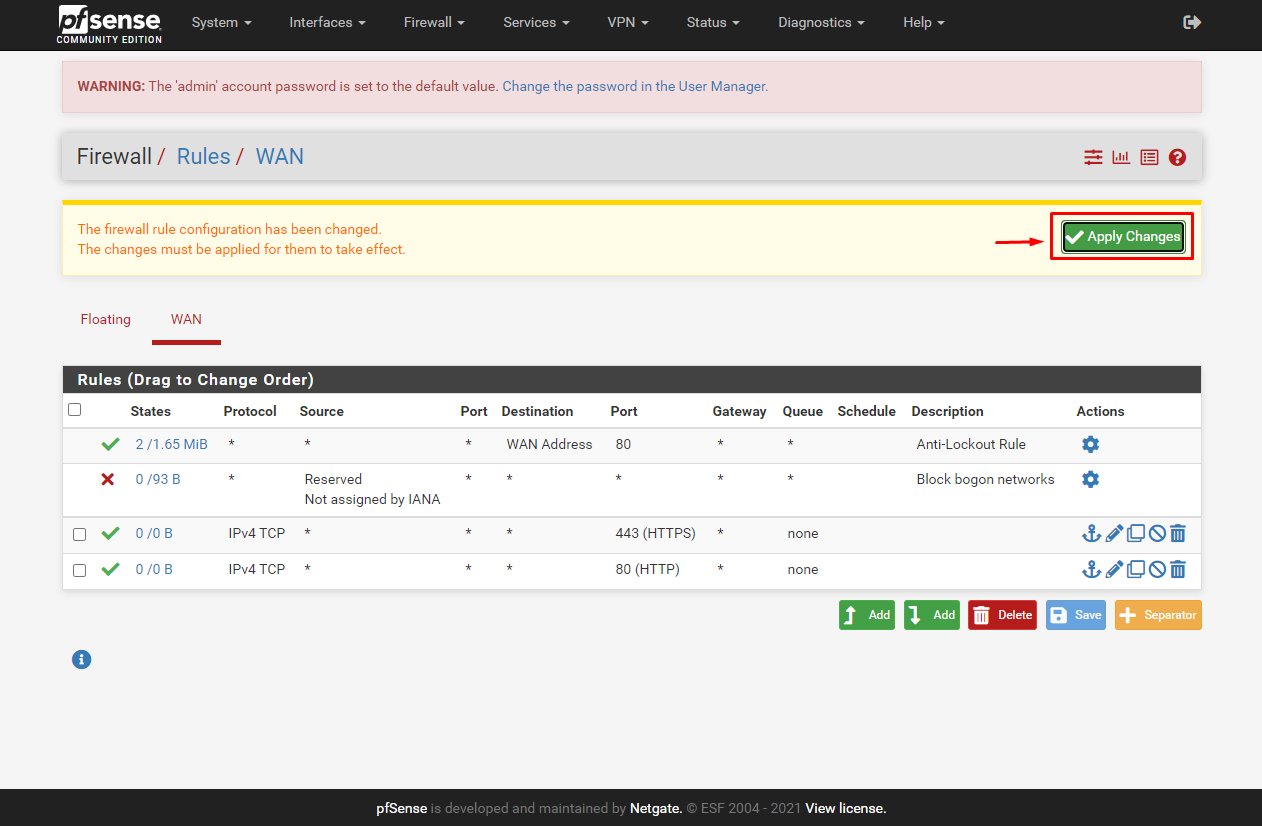 pfsense
COMMUNITY EDITION
System Interfaces Firewall Services VPN Status Diagnostics Help
WARNING: The 'admin' account password is set to the default value. Change the password in the User Manager.
Firewall / Rules / WAN
The firewall rule configuration has been changed.
The changes must be applied for them to take effect.
Apply Changes
Floating WAN
Rules (Drag to Change Order)
States Protocol Source Port Destination Port Gateway Queue Schedule Description Actions
2 /1.65 MiB * * * WAN Address 80 * * Anti-Lockout Rule
0 /93 B * Reserved * * * * * Block bogon networks
Not assigned by IANA
0 /0 B IPv4 TCP * * * 443 (HTTPS) * none
0 /0 B IPv4 TCP * * * 80 (HTTP) * none
Add Add Delete Save Separator
pfSense is developed and maintained by Netgate. © ESF 2004 - 2021 View license.